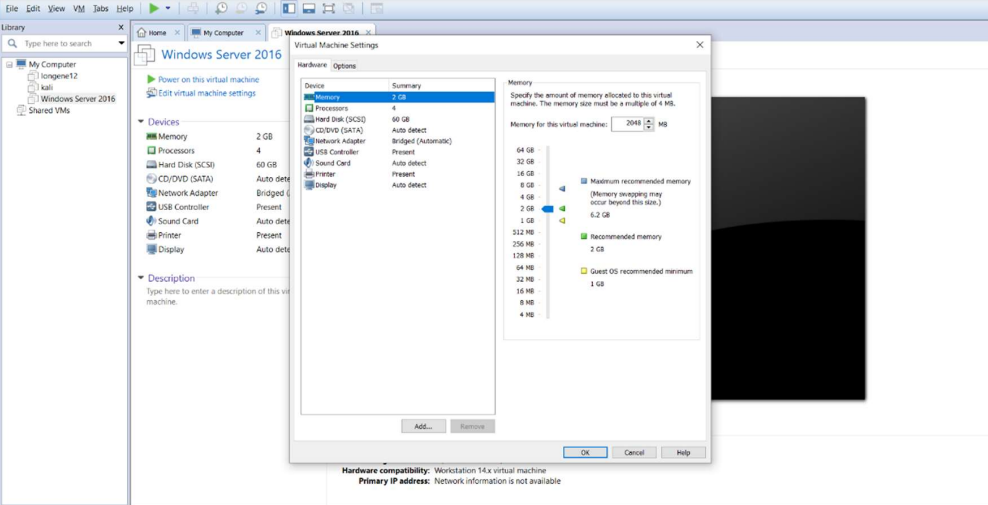 File Edit View VM Tabs Help
Library
Type here to search
My Computer
longene12
kali
Windows Server 2016
Shared VMs
Home
My Computer
Windows Server 2016
Windows Server 2016
Power on this virtual machine
Edit virtual machine settings
Devices
Memory 2 GB
Processors 4
Hard Disk (SCSI) 60 GB
CD/DVD (SATA) Auto dete
Network Adapter Bridged (
USB Controller Present
Sound Card Auto dete
Printer Present
Display Auto dete
Description
Type here to enter a description of this vir
machine.
Virtual Machine Settings
Hardware Options
Device Summary
Memory 2 GB
Processors 4
Hard Disk (SCSI) 60 GB
CD/DVD (SATA) Auto detect
Network Adapter Bridged (Automatic)
USB Controller Present
Sound Card Auto detect
Printer Present
Display Auto detect
Add... Remove
Memory
Specify the amount of memory allocated to this virtual
machine. The memory size must be a multiple of 4 MB.
Memory for this virtual machine: 2048 MB
64 GB
32 GB
16 GB
8 GB
4 GB
2 GB
1 GB
512 MB
256 MB
128 MB
64 MB
32 MB
16 MB
8 MB
4 MB
Maximum recommended memory
(Memory swapping may
occur beyond this size.)
6.2 GB
Recommended memory
2 GB
Guest OS recommended minimum
1 GB
OK Cancel Help
Hardware compatibility: Workstation 14.x virtual machine
Primary IP address: Network information is not available